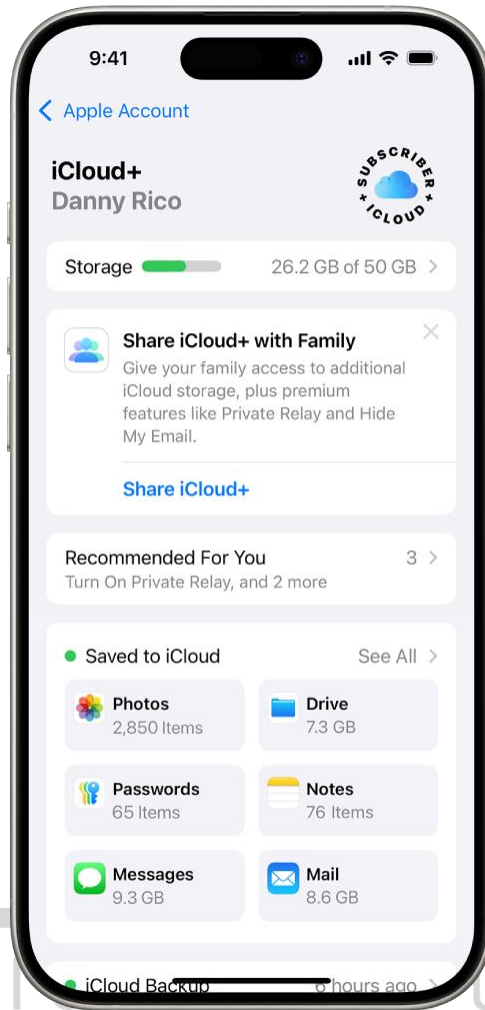 9:41
Apple Account
iCloud+
Danny Rico
SUBSCRIBER
ICLOUD
Storage 26.2 GB of 50 GB
Share iCloud+ with Family
Give your family access to additional
iCloud storage, plus premium
features like Private Relay and Hide
My Email.
Share iCloud+
Recommended For You 3
Turn On Private Relay, and 2 more
Saved to iCloud See All
Photos Drive
2,850 Items 7.3 GB
Passwords Notes
65 Items 76 Items
Messages Mail
9.3 GB 8.6 GB
iCloud Backup 6 hours ago